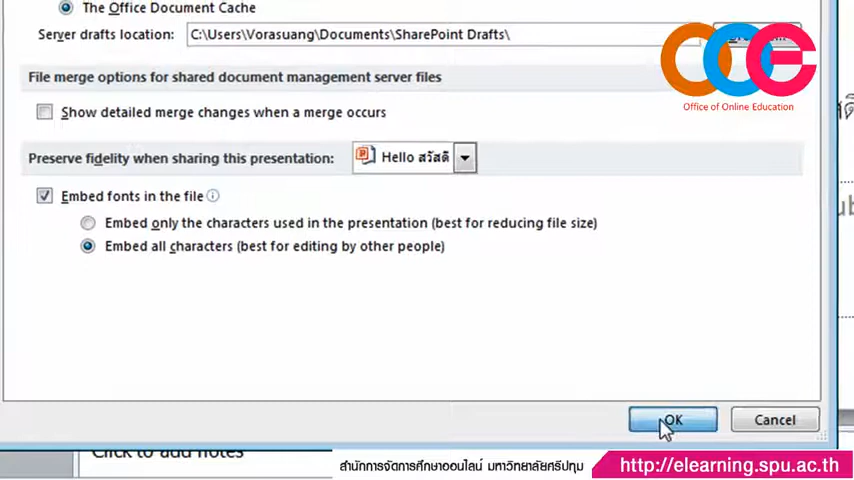 The Office Document Cache
Server drafts location: C:\Users\Vorasuang\Documents\SharePoint Drafts\
File merge options for shared document management server files
Office of Online Education
Show detailed merge changes when a merge occurs
Preserve fidelity when sharing this presentation: Hello สวัสดี
Embed fonts in the file
Embed only the characters used in the presentation (best for reducing file size)
Embed all characters (best for editing by other people)
OK Cancel
Click to add notes
สำนักการจัดการศึกษาออนไลน์ มหาวิทยาลัยศรีปทุม http://elearning.spu.ac.th